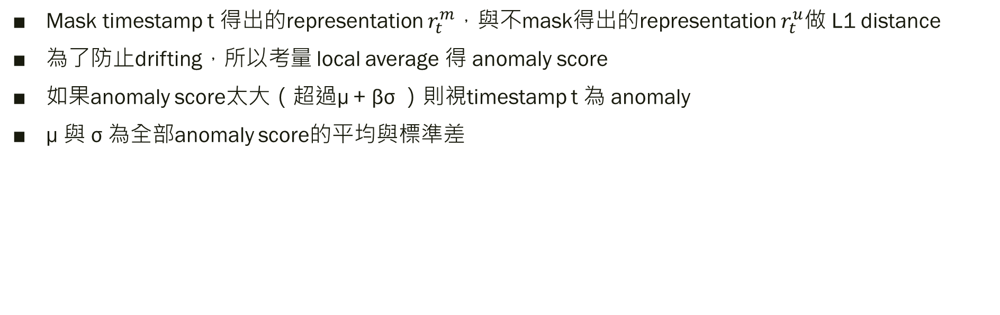 ■ Mask timestamp t 得出的representation $r_t^m$，與不mask得出的representation $r_t^u$做 L1 distance
■ 為了防止drifting，所以考量 local average 得 anomaly score
■ 如果anomaly score太大（超過μ + βσ ）則視timestamp t 為 anomaly
■ μ 與 σ 為全部anomaly score的平均與標準差